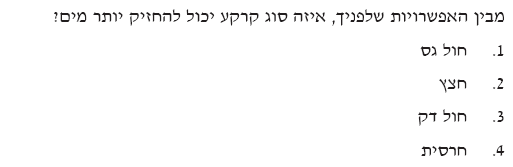 מבין האפשרויות שלפניך, איזה סוג קרקע יכול להחזיק יותר מים?
1. חול גס
2. חצץ
3. חול דק
4. חרסית